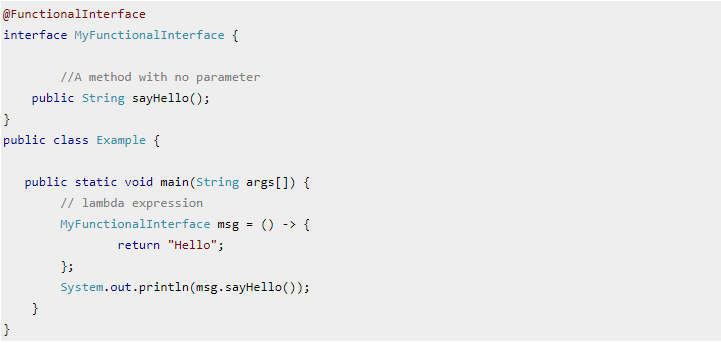 @FunctionalInterface
interface MyFunctionalInterface {
//A method with no parameter
public String sayHello();
}
public class Example {
public static void main(String args[]) {
// lambda expression
MyFunctionalInterface msg = () -> {
return "Hello";
};
System.out.println(msg.sayHello());
}
}